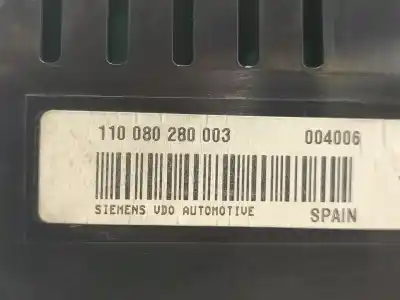 110 080 280 003 004006
SIEMENS VDO AUTOMOTIVE SPAIN